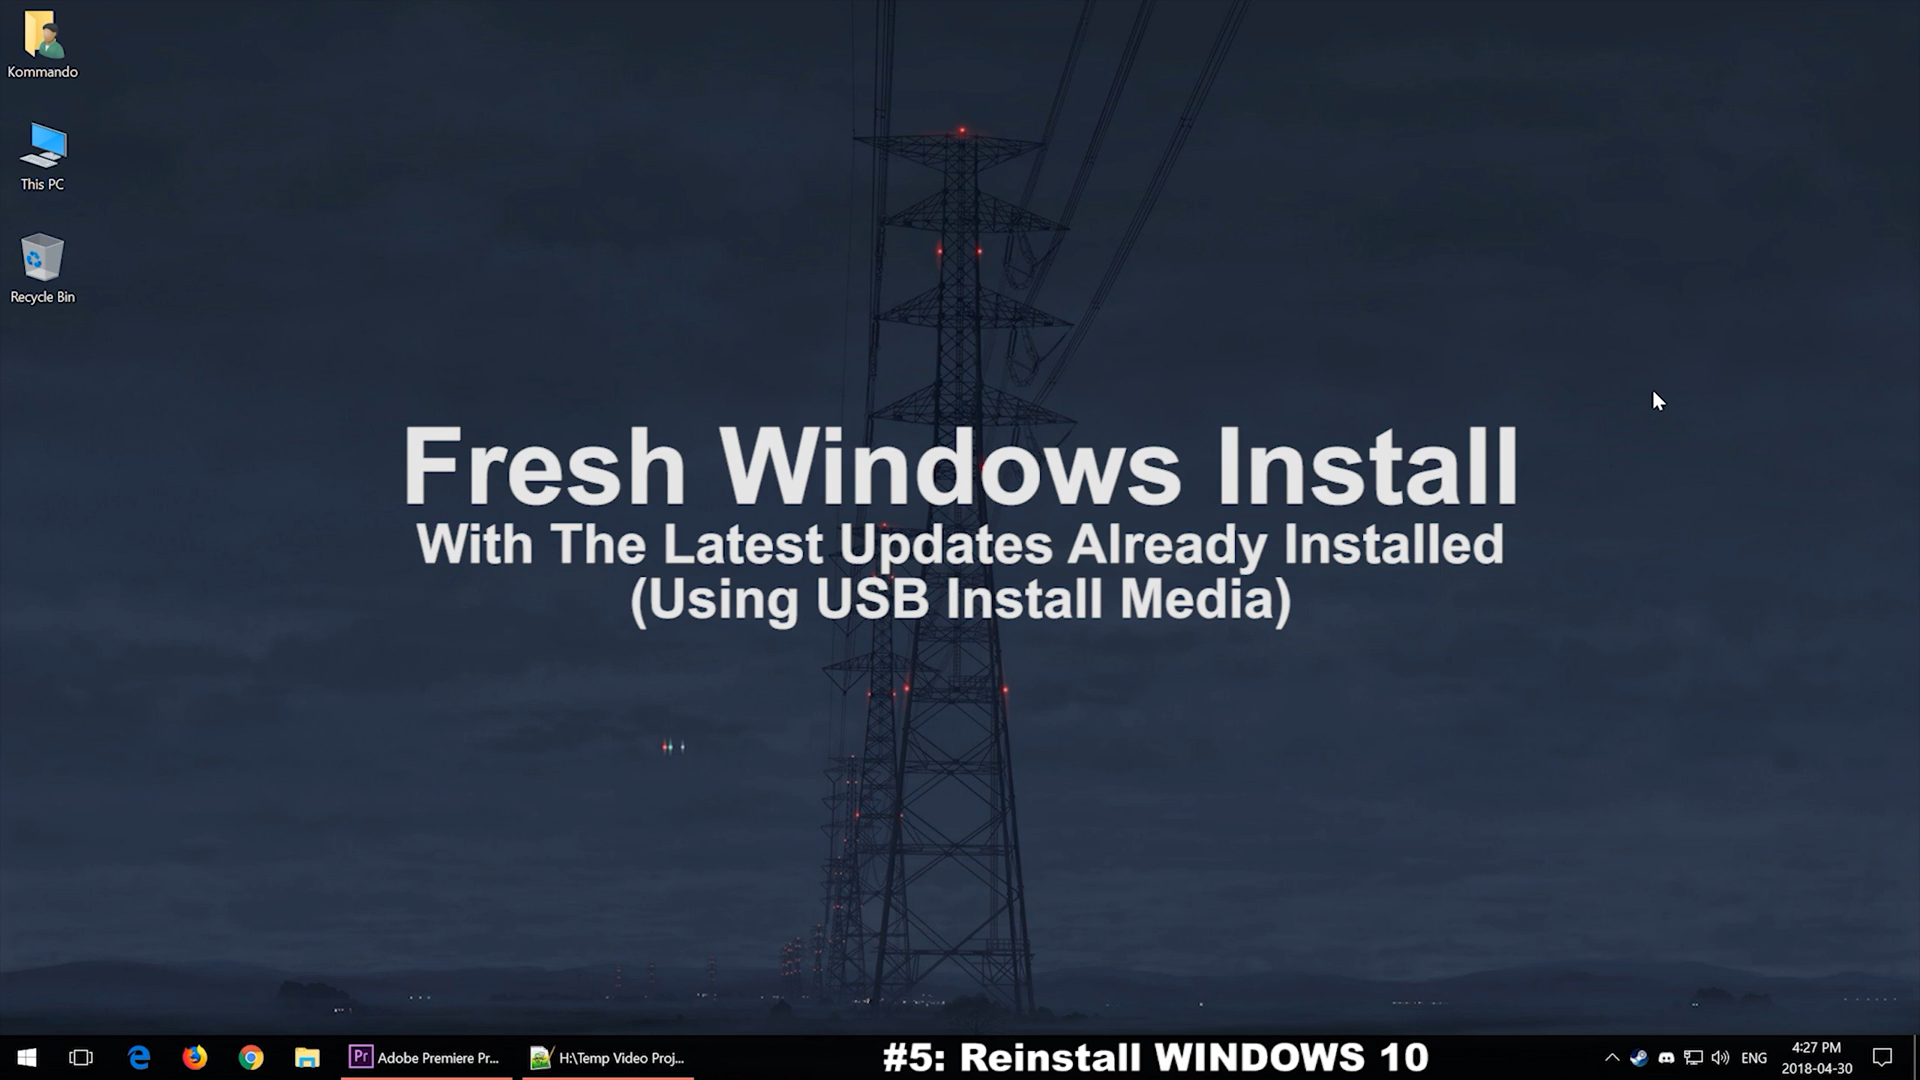 Kommando
This PC
Recycle Bin
Fresh Windows Install
With The Latest Updates Already Installed
(Using USB Install Media)
Pr Adobe Premiere Pr...
H:\Temp Video Proj...
#5: Reinstall WINDOWS 10
ENG
4:27 PM
2018-04-30